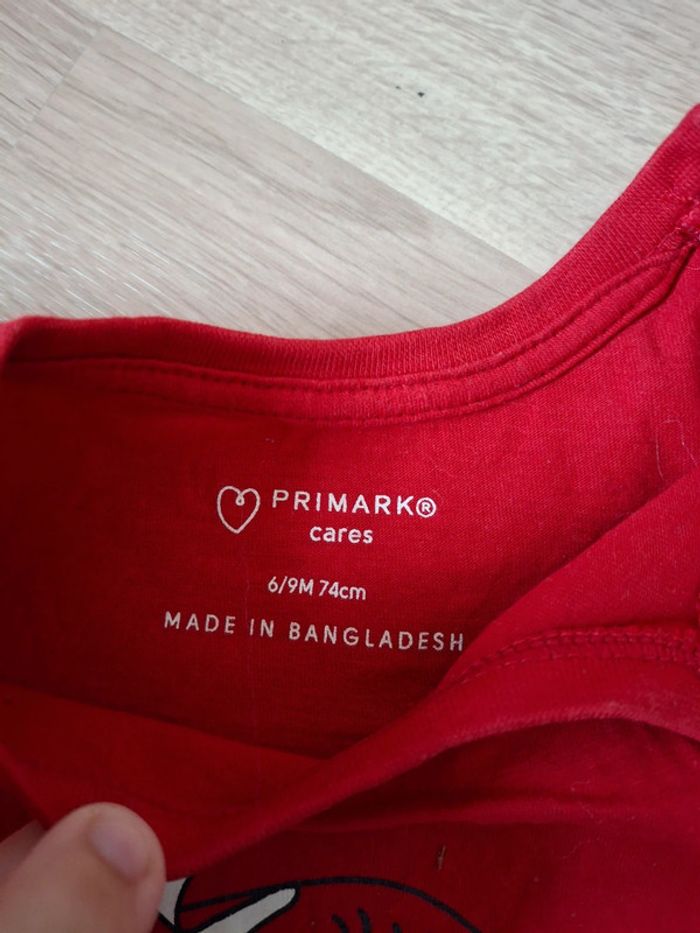 PRIMARK®
cares
6/9M 74cm
MADE IN BANGLADESH